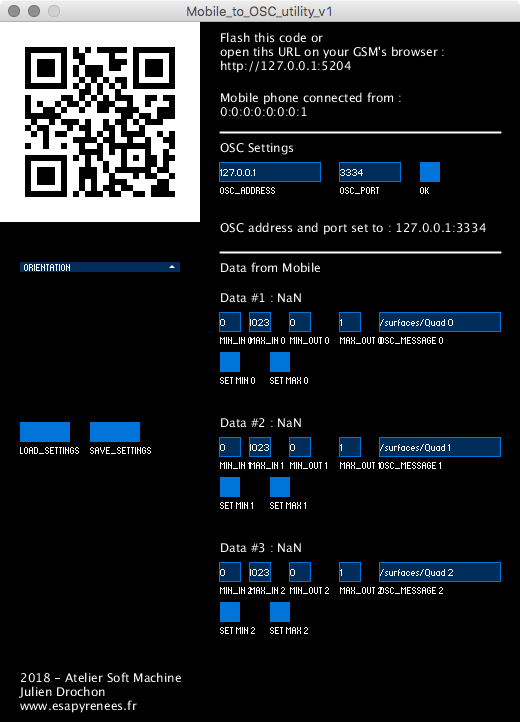 Mobile_to_OSC_utility_v1
Flash this code or
open tihs URL on your GSM's browser :
http://127.0.0.1:5204
Mobile phone connected from :
0:0:0:0:0:0:0:1
OSC Settings
127.0.0.1 3334
OSC_ADDRESS OSC_PORT OK
OSC address and port set to : 127.0.0.1:3334
ORIENTATION
Data from Mobile
Data #1 : NaN
0 1023 0 1 /surfaces/Quad 0
MIN_IN 0 MAX_IN 0 MIN_OUT 0 MAX_OUT 0 OSC_MESSAGE 0
SET MIN 0 SET MAX 0
LOAD_SETTINGS SAVE_SETTINGS
Data #2 : NaN
0 1023 0 1 /surfaces/Quad 1
MIN_IN 1 MAX_IN 1 MIN_OUT 1 MAX_OUT 1 OSC_MESSAGE 1
SET MIN 1 SET MAX 1
Data #3 : NaN
0 1023 0 1 /surfaces/Quad 2
MIN_IN 2 MAX_IN 2 MIN_OUT 2 MAX_OUT 2 OSC_MESSAGE 2
SET MIN 2 SET MAX 2
2018 - Atelier Soft Machine
Julien Drochon
www.esapyrenees.fr